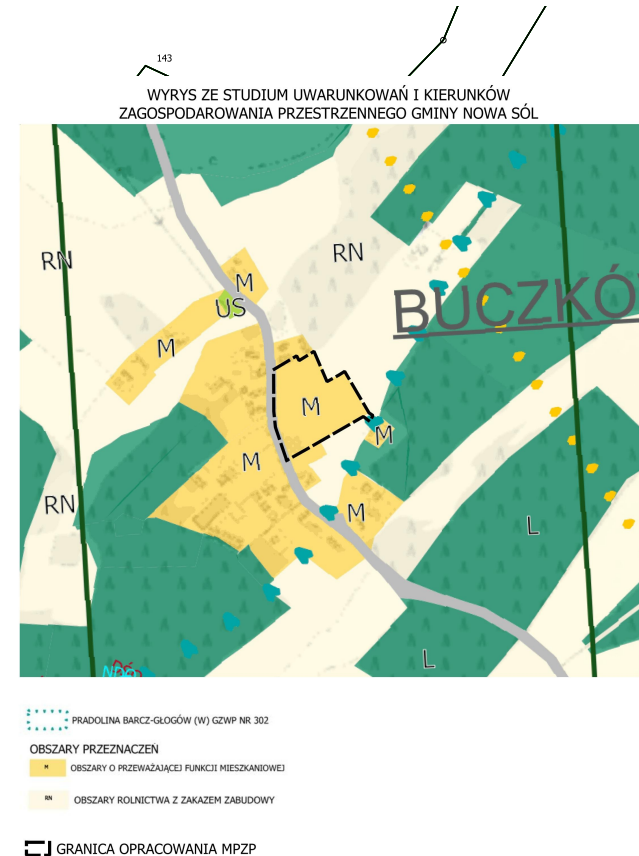 143
WYRYS ZE STUDIUM UWARUNKOWAŃ I KIERUNKÓW
ZAGOSPODAROWANIA PRZESTRZENNEGO GMINY NOWA SÓL
RN
RN
M
US
BUCZKÓ
M
M
M
M
RN
M
L
L
PRADOLINA BARCZ-GŁOGÓW (W) GZWP NR 302
OBSZARY PRZEZNACZEŃ
M OBSZARY O PRZEWAŻAJĄCEJ FUNKCJI MIESZKANIOWEJ
RN OBSZARY ROLNICTWA Z ZAKAZEM ZABUDOWY
GRANICA OPRACOWANIA MPZP